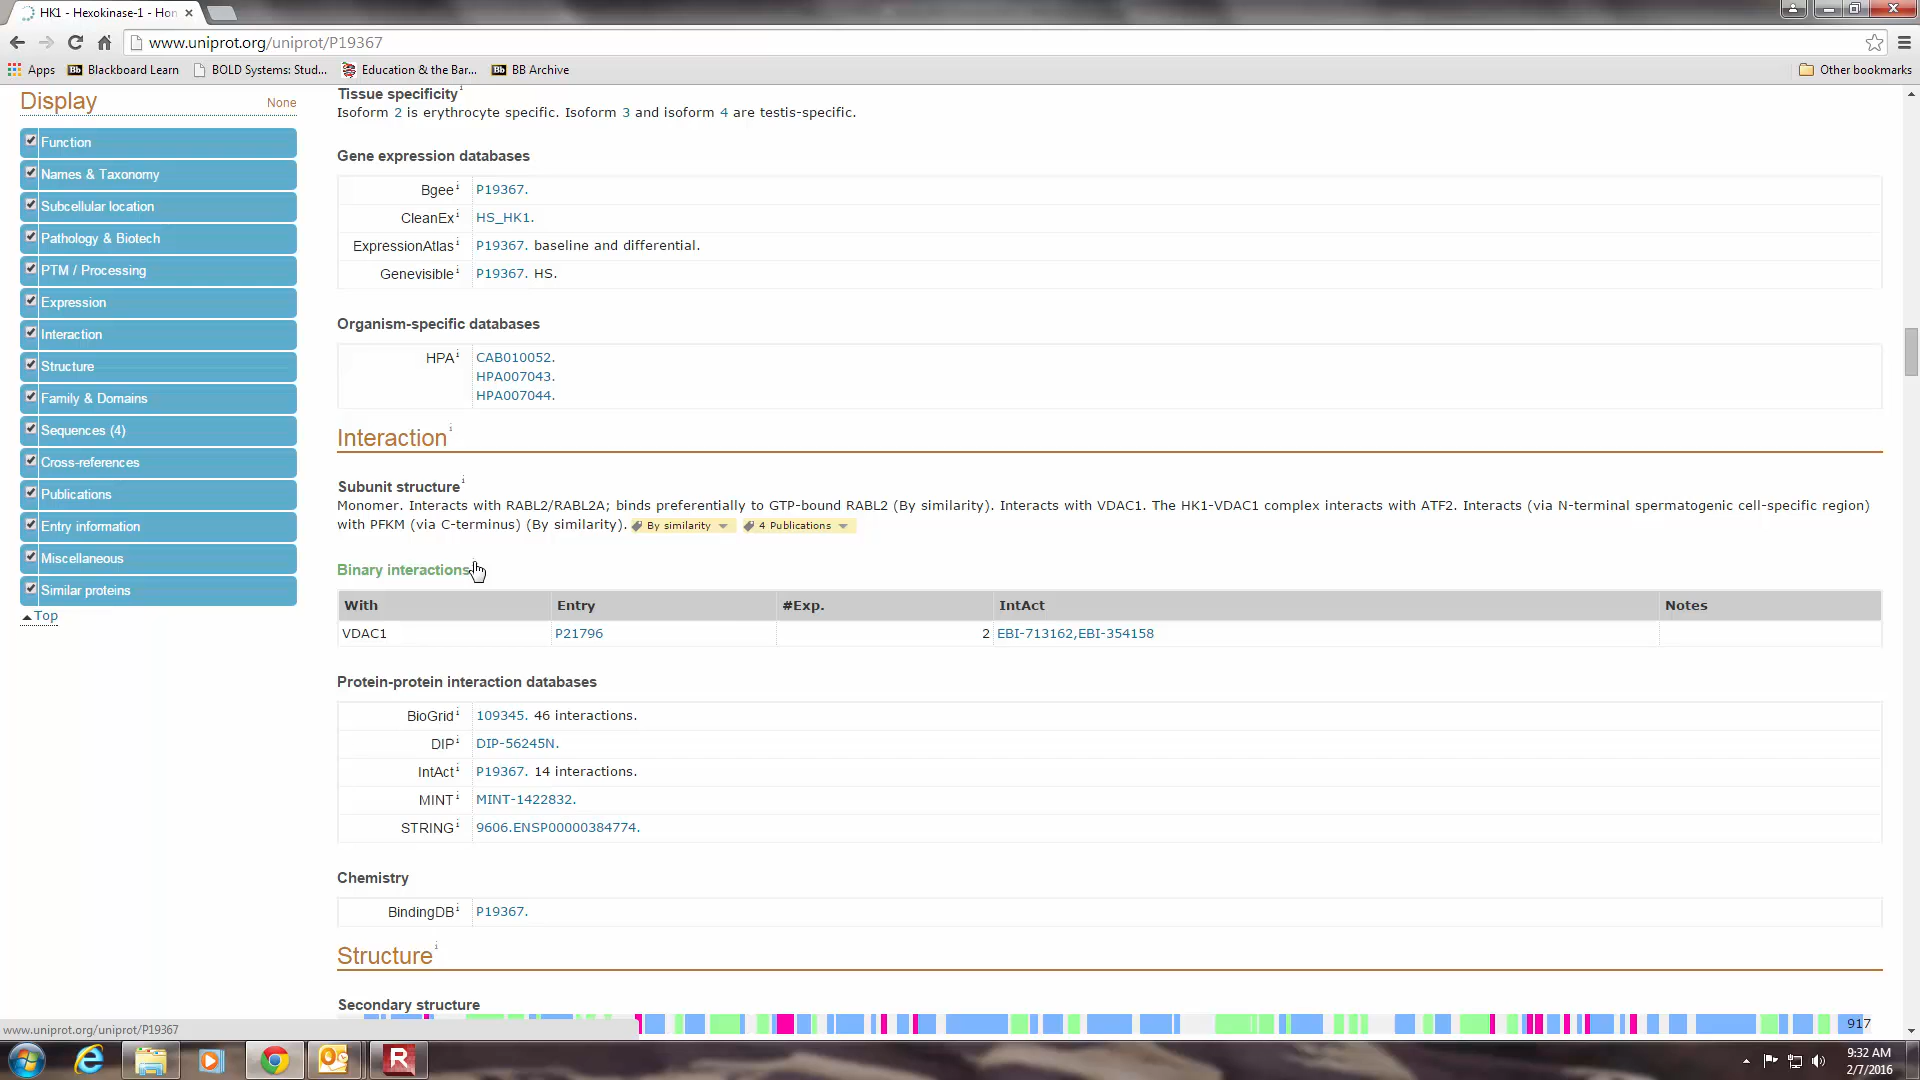 HK1 - Hexokinase-1 - Hon
www.uniprot.org/uniprot/P19367
Apps Blackboard Learn BOLD Systems: Stud... Education & the Bar... BB Archive Other bookmarks
Display None
Function
Names & Taxonomy
Subcellular location
Pathology & Biotech
PTM / Processing
Expression
Interaction
Structure
Family & Domains
Sequences (4)
Cross-references
Publications
Entry information
Miscellaneous
Similar proteins
Top
Tissue specificity i
Isoform 2 is erythrocyte specific. Isoform 3 and isoform 4 are testis-specific.
Gene expression databases
Bgee i P19367.
CleanEx i HS_HK1.
ExpressionAtlas i P19367. baseline and differential.
Genevisible i P19367. HS.
Organism-specific databases
HPA i CAB010052.
HPA007043.
HPA007044.
Interaction i
Subunit structure i
Monomer. Interacts with RABL2/RABL2A; binds preferentially to GTP-bound RABL2 (By similarity). Interacts with VDAC1. The HK1-VDAC1 complex interacts with ATF2. Interacts (via N-terminal spermatogenic cell-specific region)
with PFKM (via C-terminus) (By similarity). By similarity 4 Publications
Binary interactions
With Entry #Exp. IntAct Notes
VDAC1 P21796 2 EBI-713162,EBI-354158
Protein-protein interaction databases
BioGrid i 109345. 46 interactions.
DIP i DIP-56245N.
IntAct i P19367. 14 interactions.
MINT i MINT-1422832.
STRING i 9606.ENSP00000384774.
Chemistry
BindingDB i P19367.
Structure i
Secondary structure
917
www.uniprot.org/uniprot/P19367
9:32 AM
2/7/2016